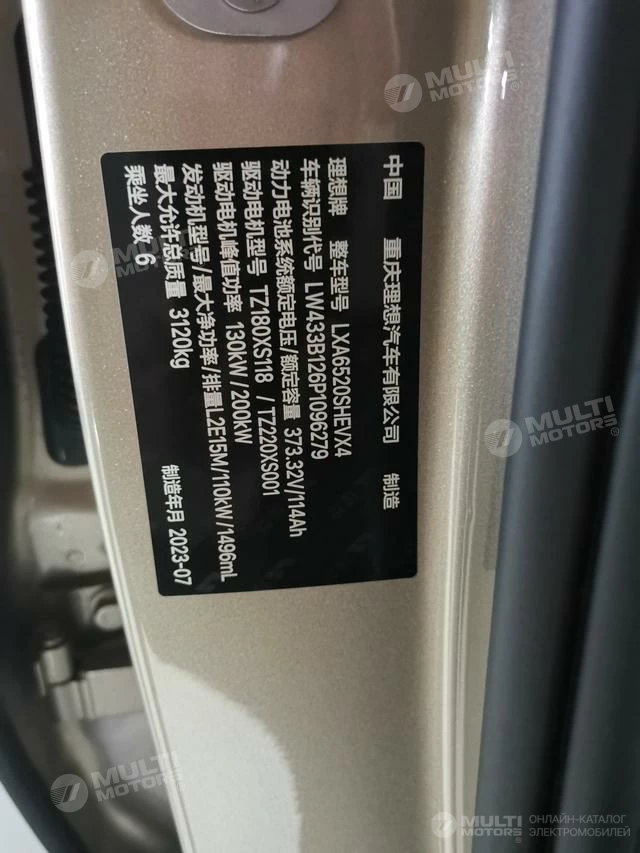 中国 重庆理想汽车有限公司 制造
理想牌 整车型号 LXA6520SHEVX4
车辆识别代号 LW433B126P1096279
动力电池系统额定电压/额定容量 373.32V/114Ah
驱动电机型号 TZ180XS118 / TZ220XS001
驱动电机峰值功率 130kW/200kW
发动机型号/最大净功率/排量L2E15M/110kW/1496mL
最大允许总质量 3120kg
乘坐人数 6 制造年月 2023-07
MULTI MOTORS
MULTI MOTORS
MULTI MOTORS
MULTI MOTORS
MULTI MOTORS
MULTI MOTORS
MULTI MOTORS ОНЛАЙН-КАТАЛОГ
ЭЛЕКТРОМОБИЛЕЙ